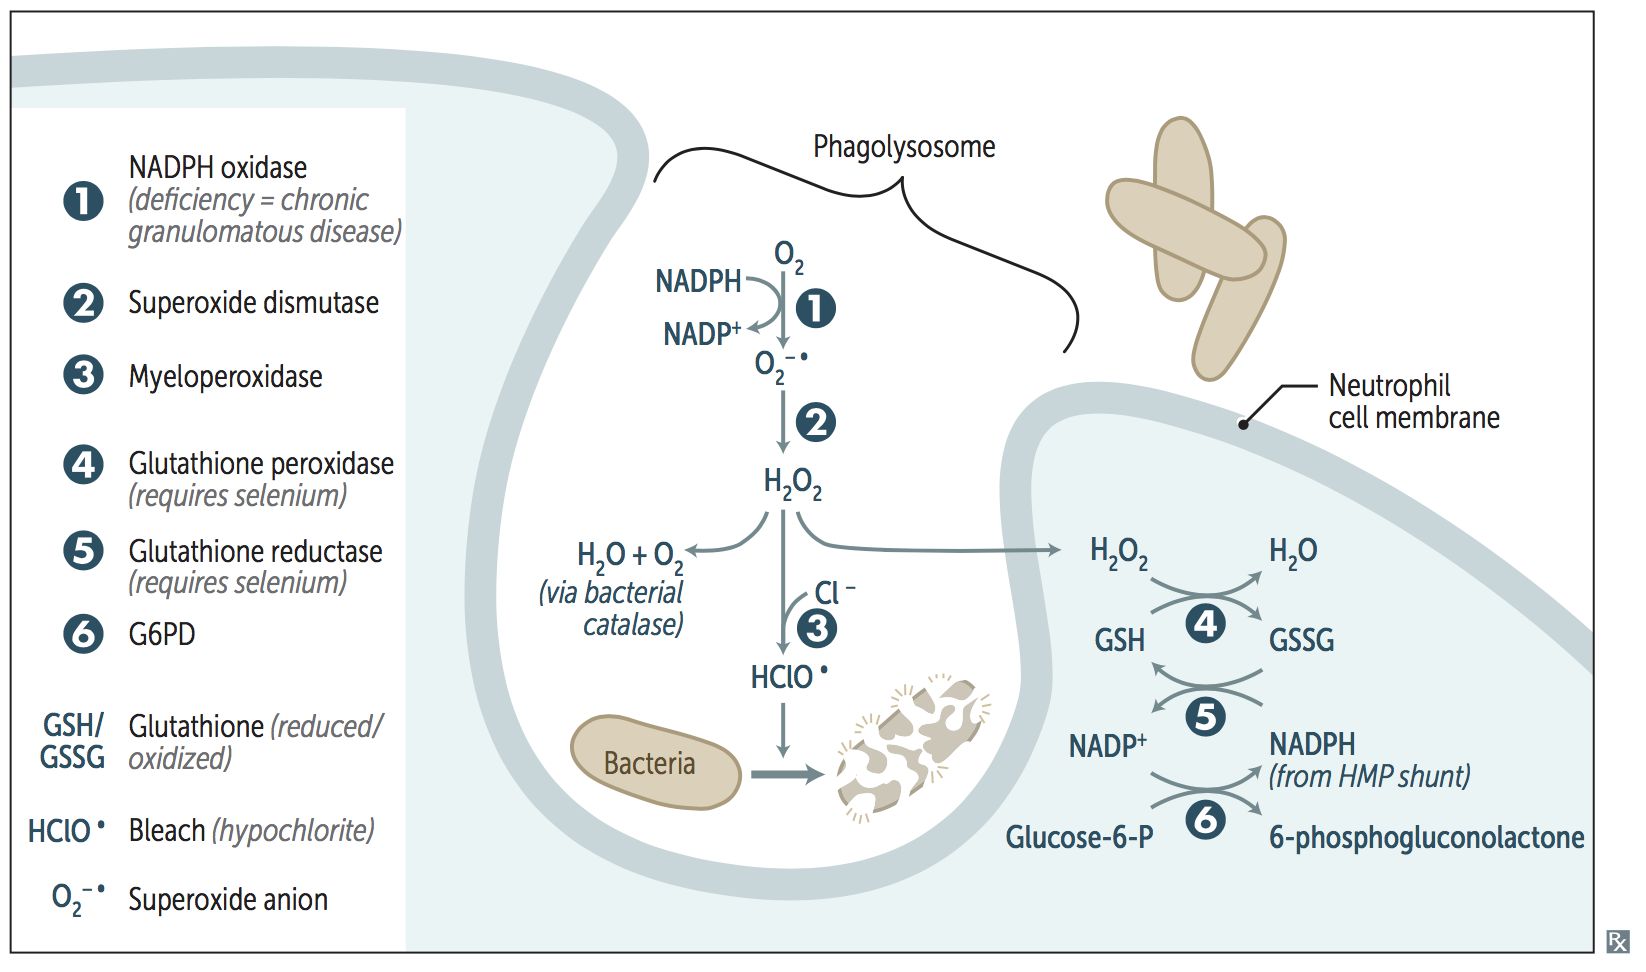 1 NADPH oxidase
(deficiency = chronic
granulomatous disease)
2 Superoxide dismutase
3 Myeloperoxidase
4 Glutathione peroxidase
(requires selenium)
5 Glutathione reductase
(requires selenium)
6 G6PD
GSH/ Glutathione (reduced/
GSSG oxidized)
HClO• Bleach (hypochlorite)
O₂⁻• Superoxide anion
Phagolysosome
O₂
NADPH
1
NADP⁺
O₂⁻•
2
H₂O₂
H₂O + O₂
(via bacterial
catalase)
Cl⁻
3
HClO•
Bacteria
Neutrophil
cell membrane
H₂O₂ H₂O
4
GSH GSSG
5
NADP⁺ NADPH
(from HMP shunt)
6
Glucose-6-P 6-phosphogluconolactone
Rx